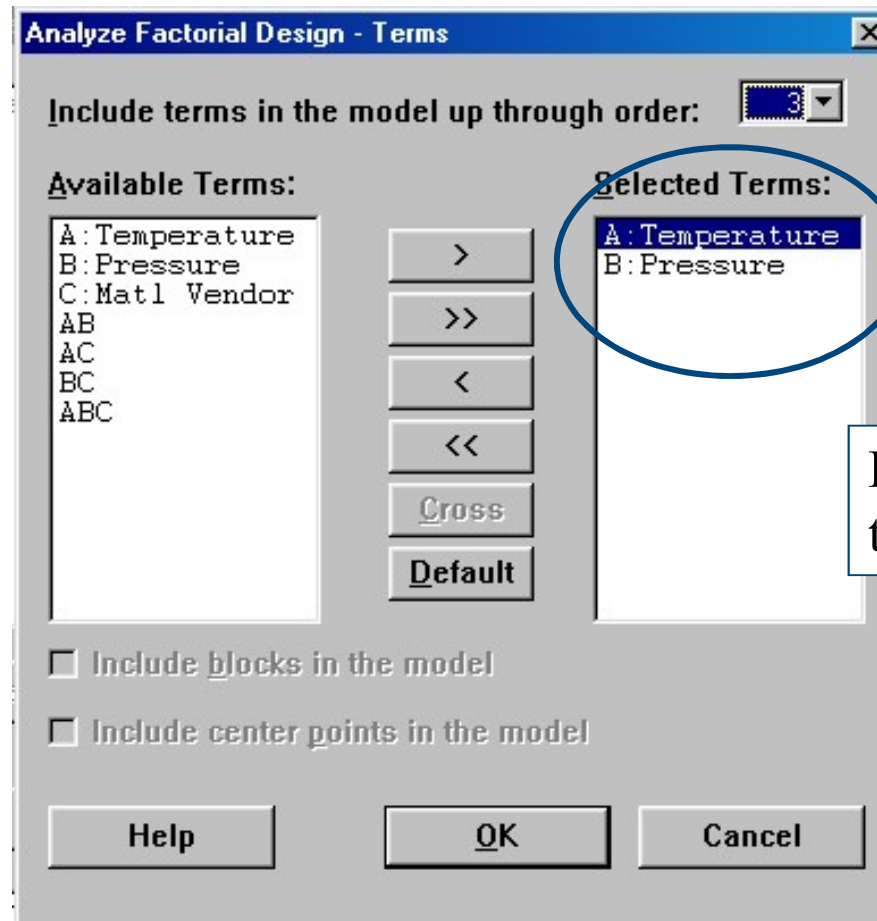 Analyze Factorial Design - Terms
Include terms in the model up through order: 3
Available Terms:
A:Temperature
B:Pressure
C:Matl Vendor
AB
AC
BC
ABC
>
>>
<
<<
Cross
Default
Selected Terms:
A:Temperature
B:Pressure
Include blocks in the model
Include center points in the model
Help
OK
Cancel